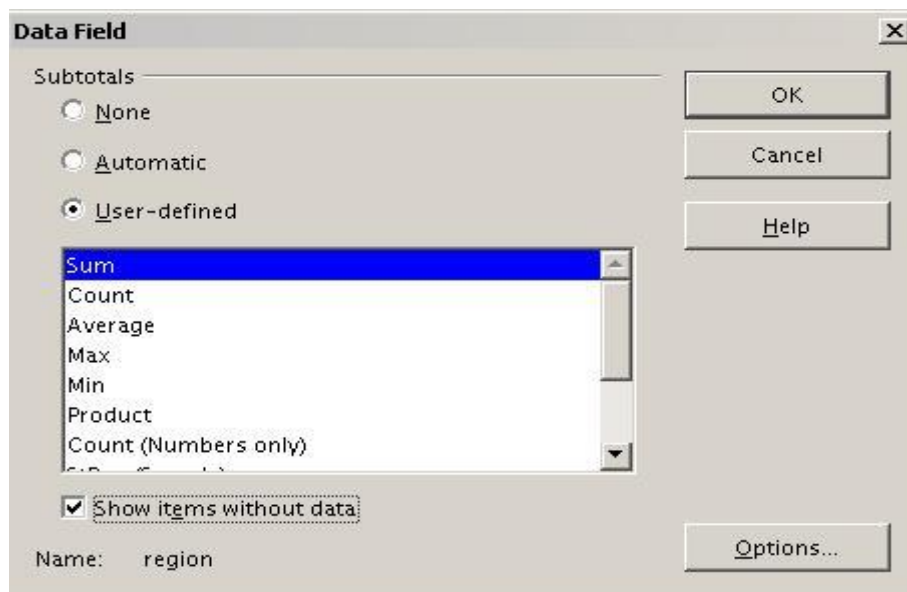 Data Field
Subtotals
None
Automatic
User-defined
Sum
Count
Average
Max
Min
Product
Count (Numbers only)
Show items without data
Name: region
OK
Cancel
Help
Options...